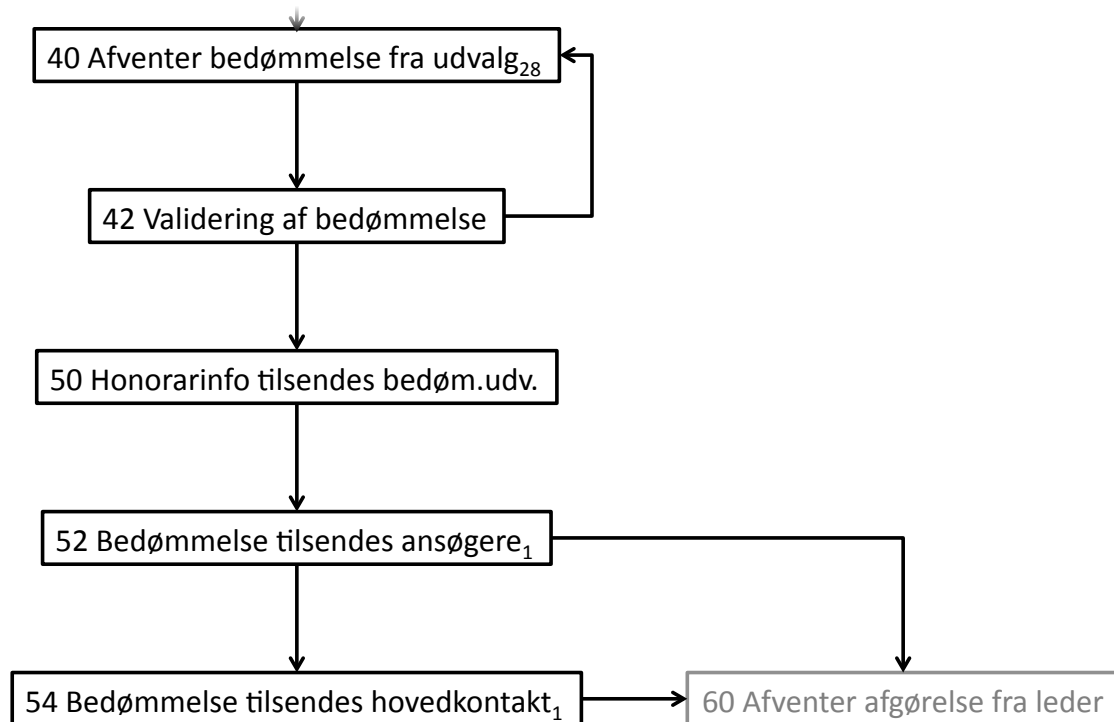 40 Afventer bedømmelse fra udvalg28
42 Validering af bedømmelse
50 Honorarinfo tilsendes bedøm.udv.
52 Bedømmelse tilsendes ansøgere1
54 Bedømmelse tilsendes hovedkontakt1
60 Afventer afgørelse fra leder